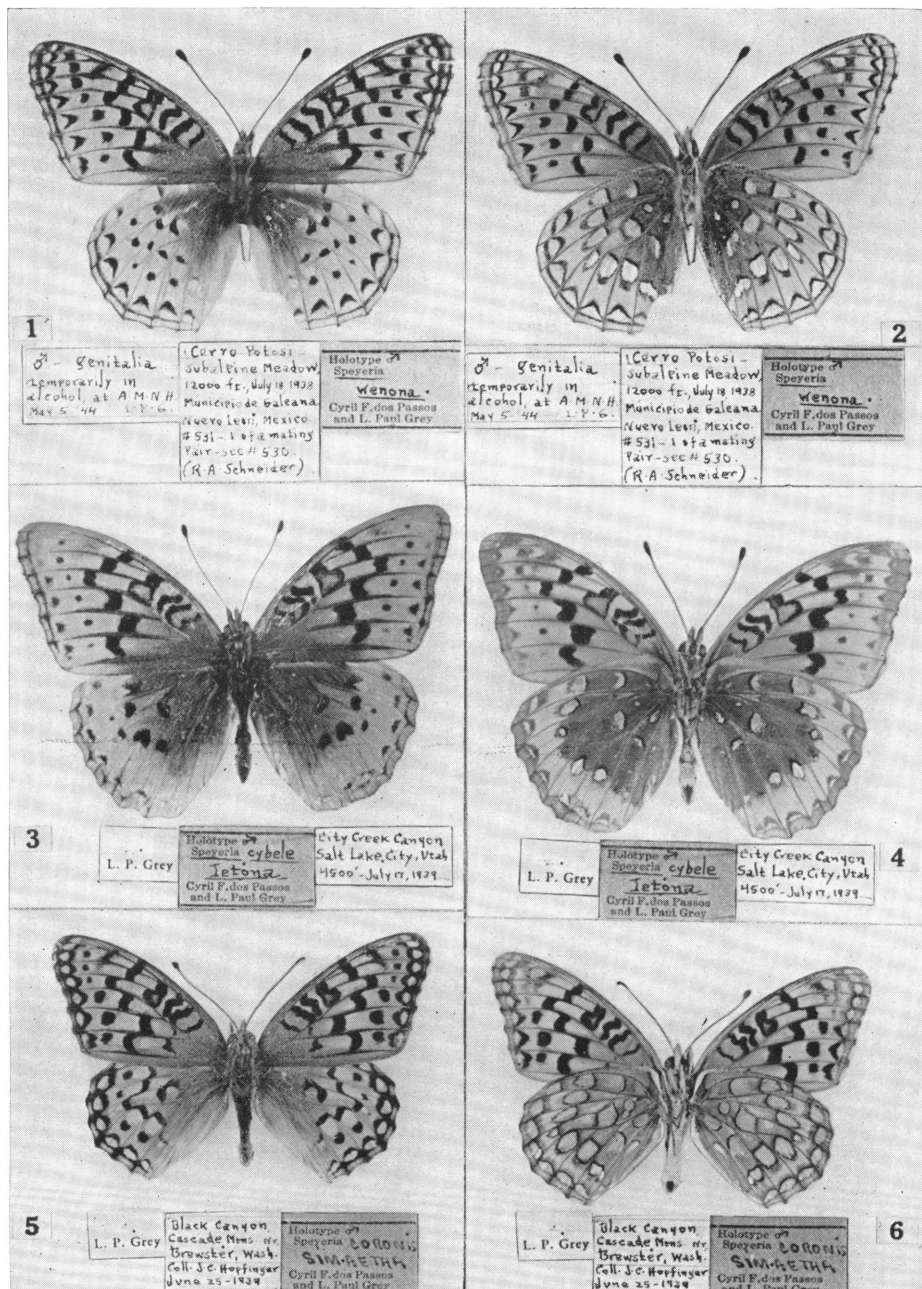 1
♂ - genitalia
temporarily in
alcohol, at A.M.N.H.
May 5 '44 L.P.G.
Cerro Potosi -
Subalpine Meadow,
12000 ft., July 18 1938
Municipio de Galeana
Nuevo Leon, Mexico
#531-1 of a mating
Pair-see # 530.
(R.A. Schneider)
Holotype ♂
Speyeria
wenona.
Cyril F. dos Passos
and L. Paul Grey
2
♂ - genitalia
temporarily in
alcohol, at A.M.N.H.
May 5 '44 L.P.G.
Cerro Potosi -
Subalpine Meadow,
12000 ft., July 18 1938
Municipio de Galeana
Nuevo Leon, Mexico
#531-1 of a mating
Pair-see # 530.
(R.A. Schneider)
Holotype ♂
Speyeria
wenona.
Cyril F. dos Passos
and L. Paul Grey
3
L. P. Grey
Holotype ♂
Speyeria cybele
letona
Cyril F. dos Passos
and L. Paul Grey
City Creek Canyon
Salt Lake, City, Utah
4500'-July 17, 1939
4
L. P. Grey
Holotype ♂
Speyeria cybele
letona
Cyril F. dos Passos
and L. Paul Grey
City Creek Canyon
Salt Lake, City, Utah
4500'-July 17, 1939
5
L. P. Grey
Black Canyon,
Cascade Mtns. Nr.
Brewster, Wash.
Coll. J.C. Hopfinger
June 25-1939
Holotype ♂
Speyeria CORONIS
SIMAETHA
Cyril F. dos Passos
and L. Paul Grey
6
L. P. Grey
Black Canyon,
Cascade Mtns. Nr.
Brewster, Wash.
Coll. J.C. Hopfinger
June 25-1939
Holotype ♂
Speyeria CORONIS
SIMAETHA
Cyril F. dos Passos
and L. Paul Grey